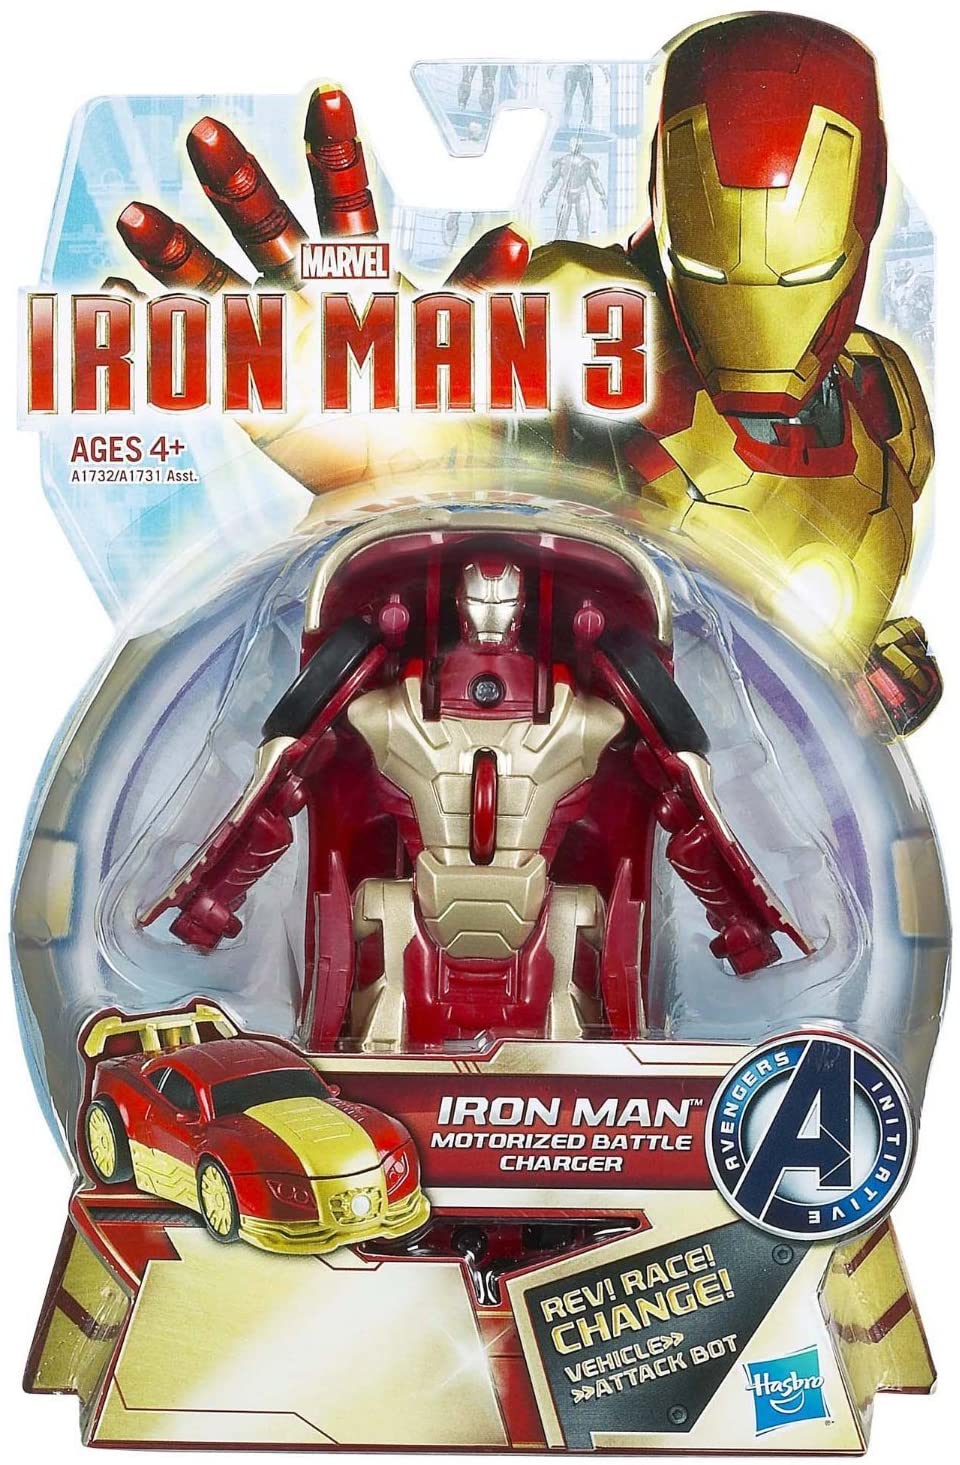 MARVEL
IRON MAN 3
AGES 4+
A1732/A1731 Asst.
IRON MAN™
MOTORIZED BATTLE
CHARGER
AVENGERS INITIATIVE
A
REV! RACE!
CHANGE!
VEHICLE>>
>>ATTACK BOT
Hasbro
®